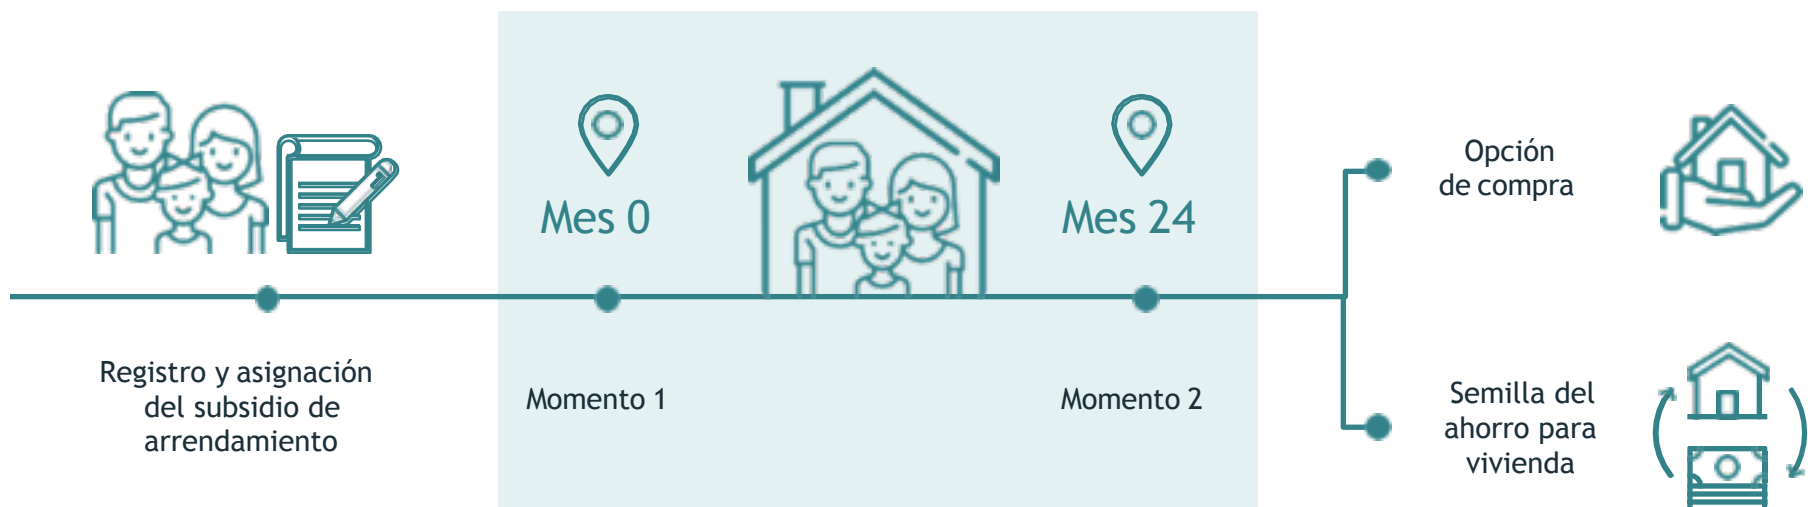 Mes 0
Mes 24
Registro y asignación
del subsidio de
arrendamiento
Momento 1
Momento 2
Opción
de compra
Semilla del
ahorro para
vivienda